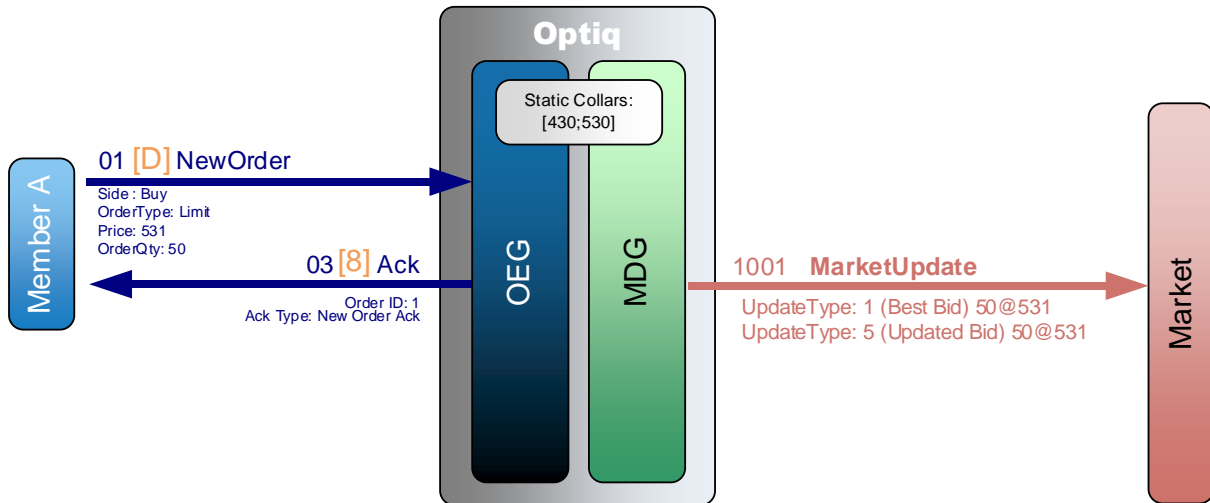 Optiq
Static Collars:
[430;530]
Member A
01 [D] NewOrder
Side : Buy
OrderType: Limit
Price: 531
OrderQty: 50
03 [8] Ack
Order ID: 1
Ack Type: New Order Ack
OEG
MDG
1001 MarketUpdate
UpdateType: 1 (Best Bid) 50@531
UpdateType: 5 (Updated Bid) 50@531
Market